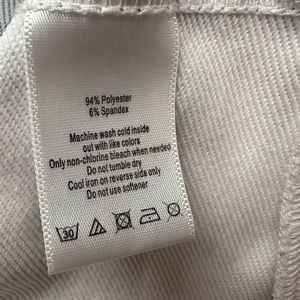 94% Polyester
6% Spandex
Machine wash cold inside
out with like colors
Only non-chlorine bleach when needed
Do not tumble dry
Cool iron on reverse side only
Do not use softener
30